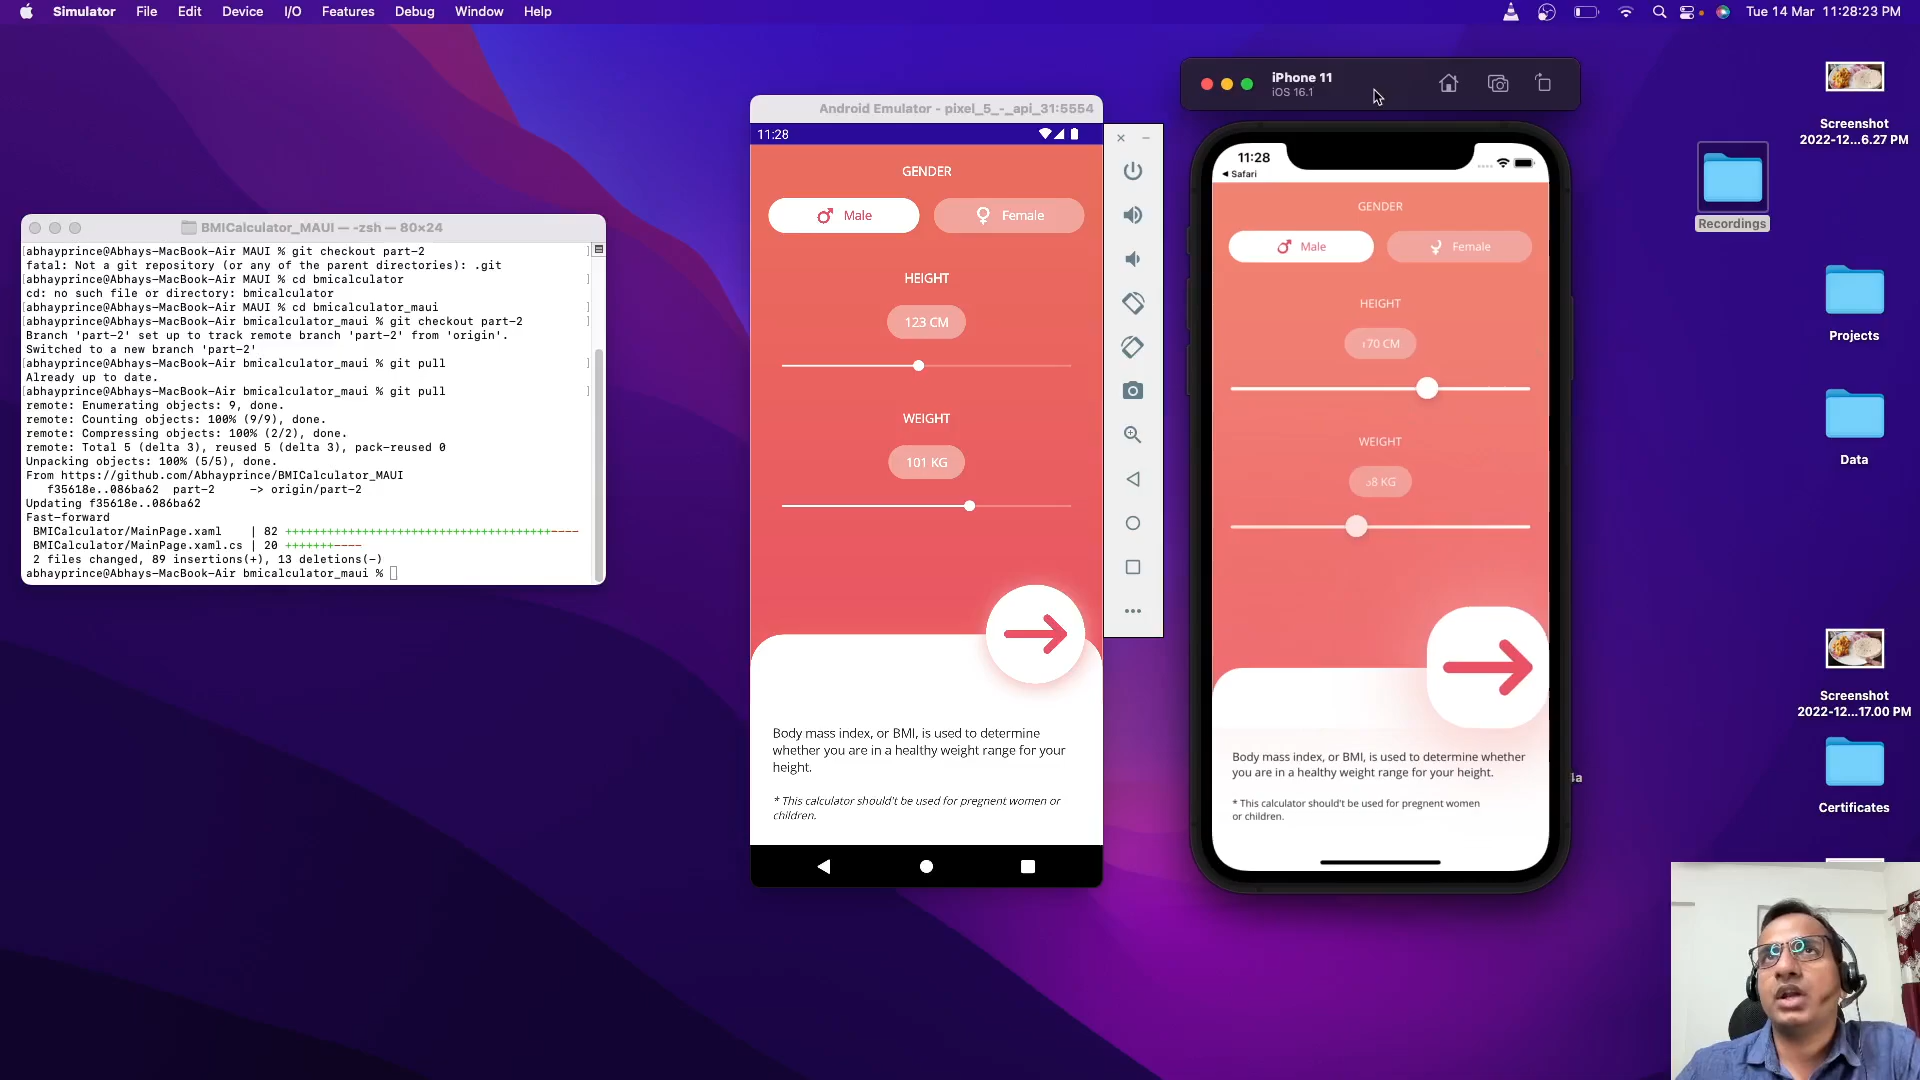 Simulator File Edit Device I/O Features Debug Window Help
Tue 14 Mar 11:28:23 PM
BMICalculator_MAUI — -zsh — 80×24
[abhayprince@Abhays-MacBook-Air MAUI % git checkout part-2 ]
fatal: Not a git repository (or any of the parent directories): .git
[abhayprince@Abhays-MacBook-Air MAUI % cd bmicalculator ]
cd: no such file or directory: bmicalculator
[abhayprince@Abhays-MacBook-Air MAUI % cd bmicalculator_maui ]
[abhayprince@Abhays-MacBook-Air bmicalculator_maui % git checkout part-2 ]
Branch 'part-2' set up to track remote branch 'part-2' from 'origin'.
Switched to a new branch 'part-2'
[abhayprince@Abhays-MacBook-Air bmicalculator_maui % git pull ]
Already up to date.
[abhayprince@Abhays-MacBook-Air bmicalculator_maui % git pull ]
remote: Enumerating objects: 9, done.
remote: Counting objects: 100% (9/9), done.
remote: Compressing objects: 100% (2/2), done.
remote: Total 5 (delta 3), reused 5 (delta 3), pack-reused 0
Unpacking objects: 100% (5/5), done.
From https://github.com/Abhayprince/BMICalculator_MAUI
f35618e..086ba62 part-2 -> origin/part-2
Updating f35618e..086ba62
Fast-forward
BMICalculator/MainPage.xaml | 82 +++++++++++++++++++++++++++++++++++++----
BMICalculator/MainPage.xaml.cs | 20 +++++++----
2 files changed, 89 insertions(+), 13 deletions(-)
abhayprince@Abhays-MacBook-Air bmicalculator_maui %
Android Emulator - pixel_5_-_api_31:5554
11:28
GENDER
Male
Female
HEIGHT
123 CM
WEIGHT
101 KG
Body mass index, or BMI, is used to determine
whether you are in a healthy weight range for your
height.
* This calculator should't be used for pregnent women or
children.
iPhone 11
iOS 16.1
11:28
Safari
GENDER
Male
Female
HEIGHT
CM
WEIGHT
KG
Body mass index, or BMI, is used to determine whether
you are in a healthy weight range for your height.
* This calculator should't be used for pregnent women
or children.
Screenshot
2022-12...6.27 PM
Recordings
Projects
Data
Screenshot
2022-12...17.00 PM
Certificates